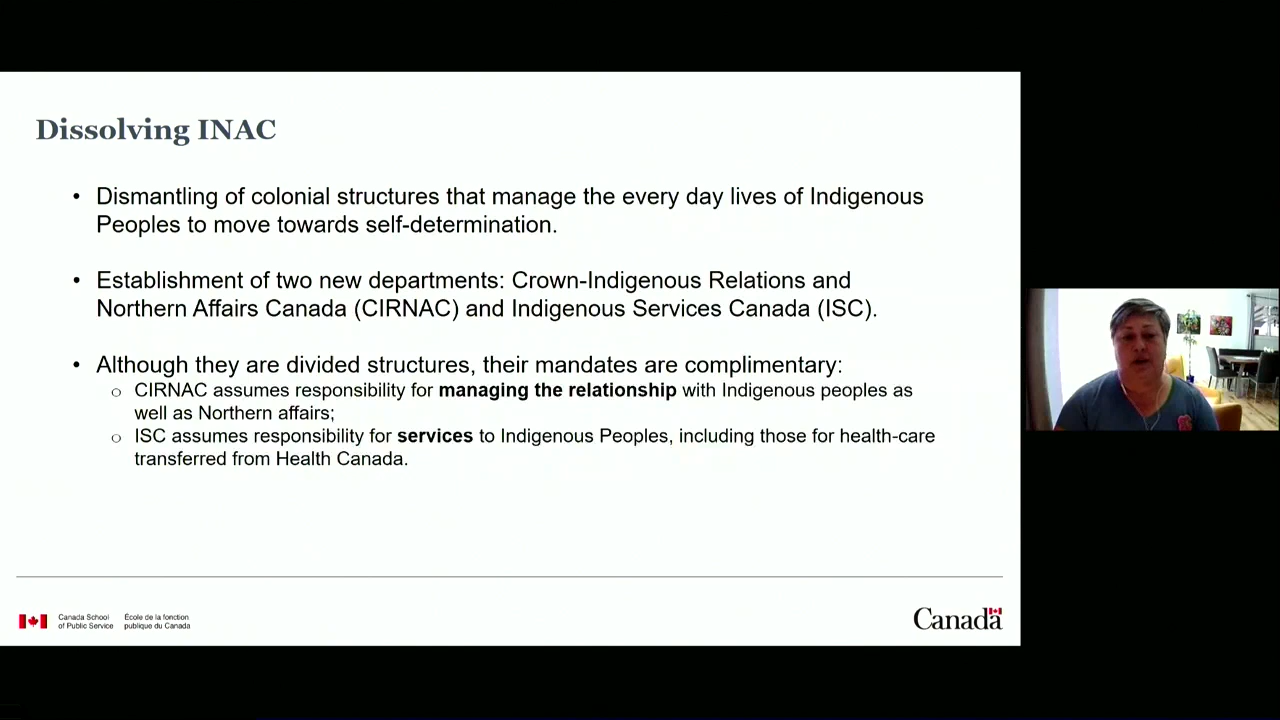 Dissolving INAC
• Dismantling of colonial structures that manage the every day lives of Indigenous
Peoples to move towards self-determination.
• Establishment of two new departments: Crown-Indigenous Relations and
Northern Affairs Canada (CIRNAC) and Indigenous Services Canada (ISC).
• Although they are divided structures, their mandates are complimentary:
o CIRNAC assumes responsibility for managing the relationship with Indigenous peoples as
well as Northern affairs;
o ISC assumes responsibility for services to Indigenous Peoples, including those for health-care
transferred from Health Canada.
Canada School
of Public Service
École de la fonction
publique du Canada
Canada